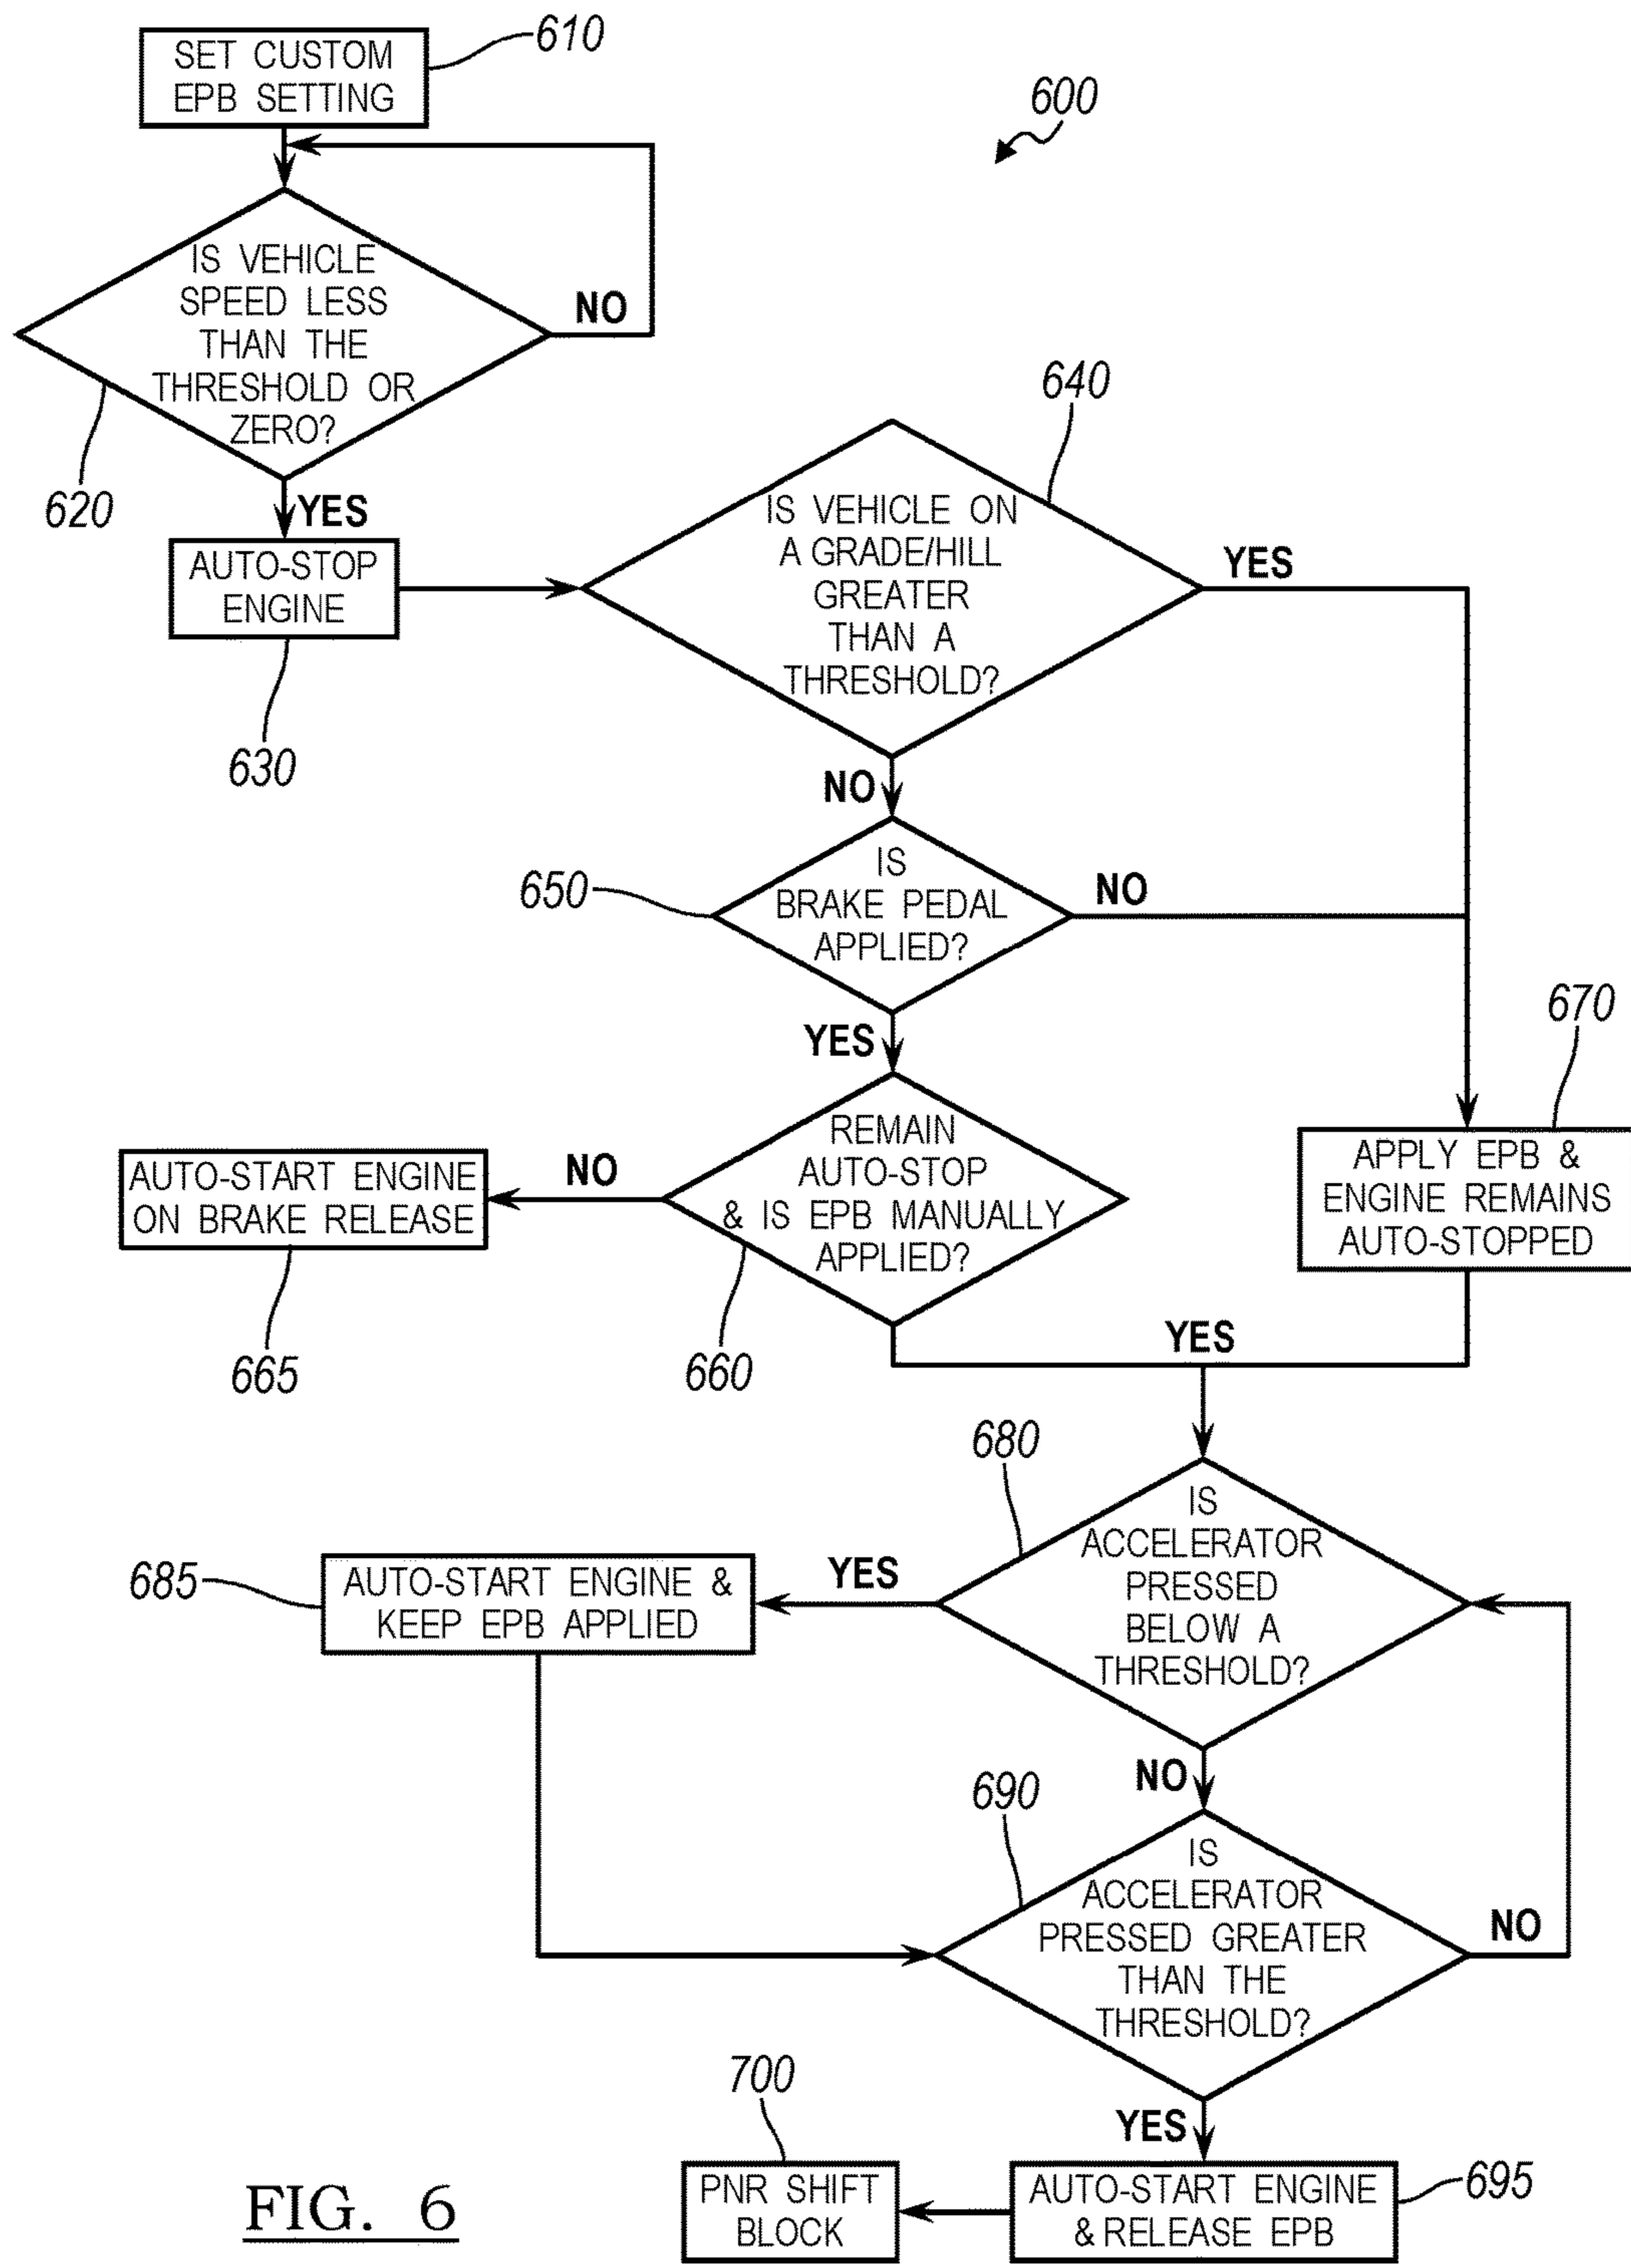 610
SET CUSTOM
EPB SETTING
600
IS VEHICLE
SPEED LESS
THAN THE
THRESHOLD OR
ZERO?
NO
620
YES
640
AUTO-STOP
ENGINE
630
IS VEHICLE ON
A GRADE/HILL
GREATER
THAN A
THRESHOLD?
YES
NO
650
IS
BRAKE PEDAL
APPLIED?
NO
YES
670
APPLY EPB &
ENGINE REMAINS
AUTO-STOPPED
REMAIN
AUTO-STOP
& IS EPB MANUALLY
APPLIED?
NO
AUTO-START ENGINE
ON BRAKE RELEASE
665
660
YES
680
IS
ACCELERATOR
PRESSED
BELOW A
THRESHOLD?
YES
685
AUTO-START ENGINE &
KEEP EPB APPLIED
NO
690
IS
ACCELERATOR
PRESSED GREATER
THAN THE
THRESHOLD?
NO
YES
700
PNR SHIFT
BLOCK
AUTO-START ENGINE
& RELEASE EPB
695
FIG. 6